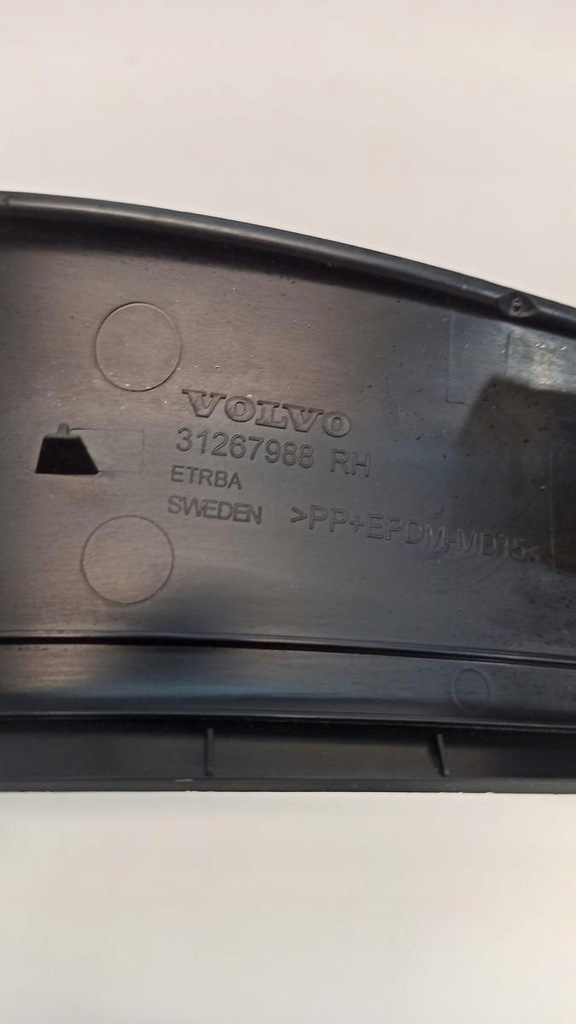 VOLVO
31267988 RH
ETRBA
SWEDEN >PP+EPDM-MD15<